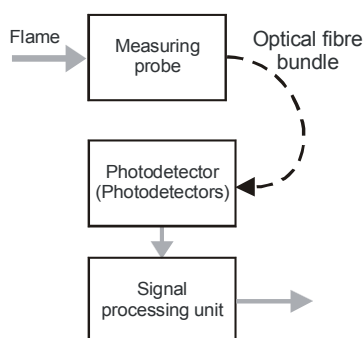 Flame
Measuring
probe
Optical fibre
bundle
Photodetector
(Photodetectors)
Signal
processing unit